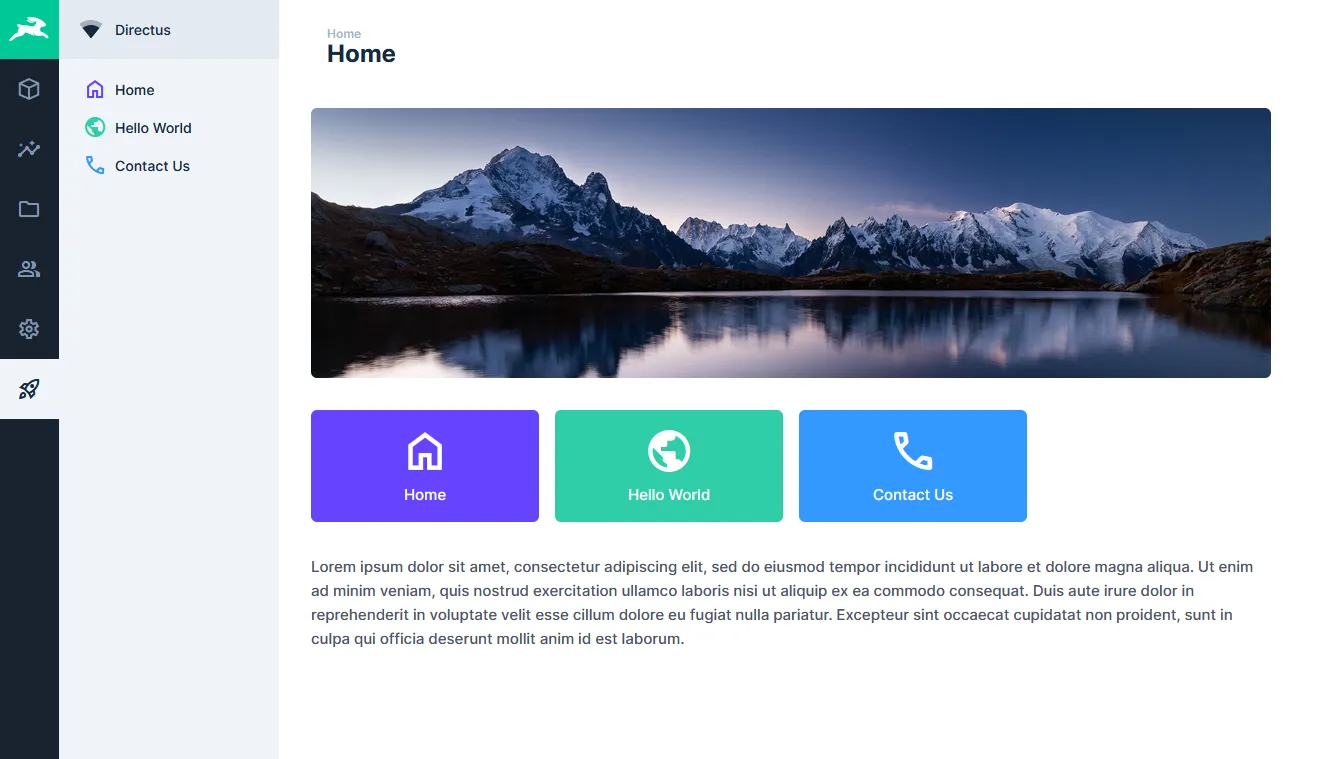 Directus
Home
Hello World
Contact Us
Home
Home
Home
Hello World
Contact Us
Lorem ipsum dolor sit amet, consectetur adipiscing elit, sed do eiusmod tempor incididunt ut labore et dolore magna aliqua. Ut enim
ad minim veniam, quis nostrud exercitation ullamco laboris nisi ut aliquip ex ea commodo consequat. Duis aute irure dolor in
reprehenderit in voluptate velit esse cillum dolore eu fugiat nulla pariatur. Excepteur sint occaecat cupidatat non proident, sunt in
culpa qui officia deserunt mollit anim id est laborum.